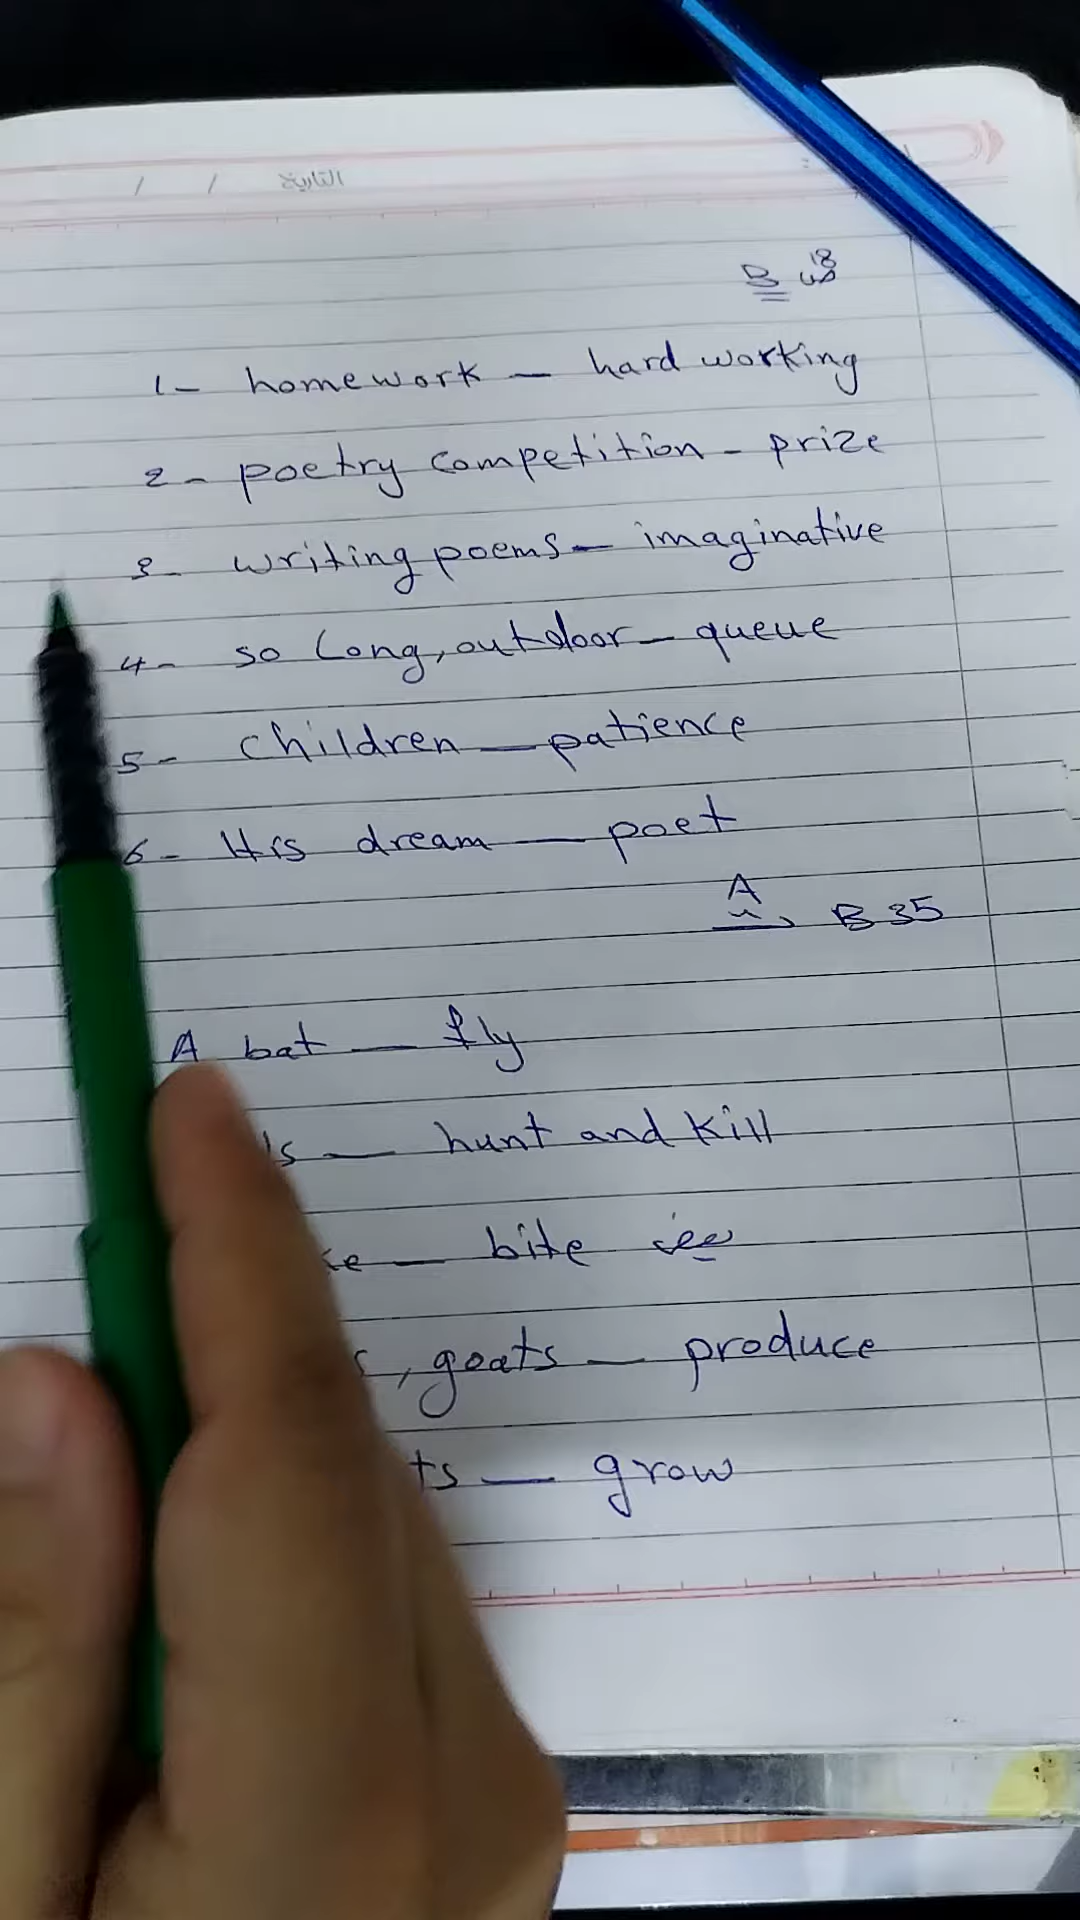 التاريخ / /
B ص 18
1- homework - hard working
2- poetry competition - prize
3- writing poems - imaginative
4- so long, outdoor - queue
5- children - patience
6- His dream - poet
A
B 35
A bat - fly
hunt and kill
bite
, goats - produce
grow